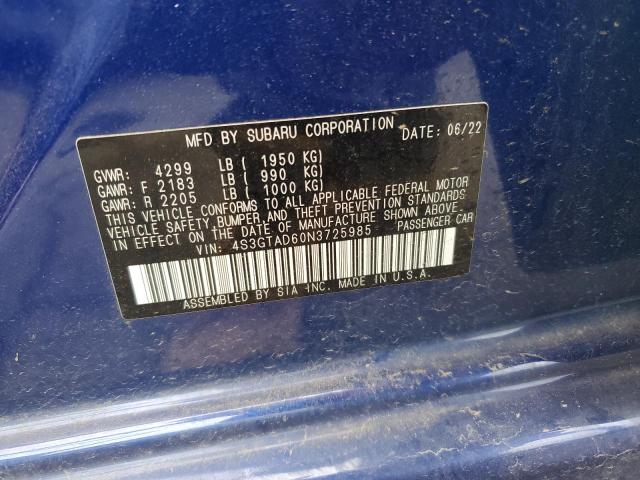 MFD BY SUBARU CORPORATION DATE: 06/22
GVWR: 4299 LB ( 1950 KG)
GAWR: F 2183 LB ( 990 KG)
GAWR: R 2205 LB ( 1000 KG)
THIS VEHICLE CONFORMS TO ALL APPLICABLE FEDERAL MOTOR
VEHICLE SAFETY, BUMPER, AND THEFT PREVENTION STANDARDS
IN EFFECT ON THE DATE OF MANUFACTURE SHOWN ABOVE.
VIN: 4S3GTAD60N3725985 PASSENGER CAR
ASSEMBLED BY SIA INC. MADE IN U.S.A.